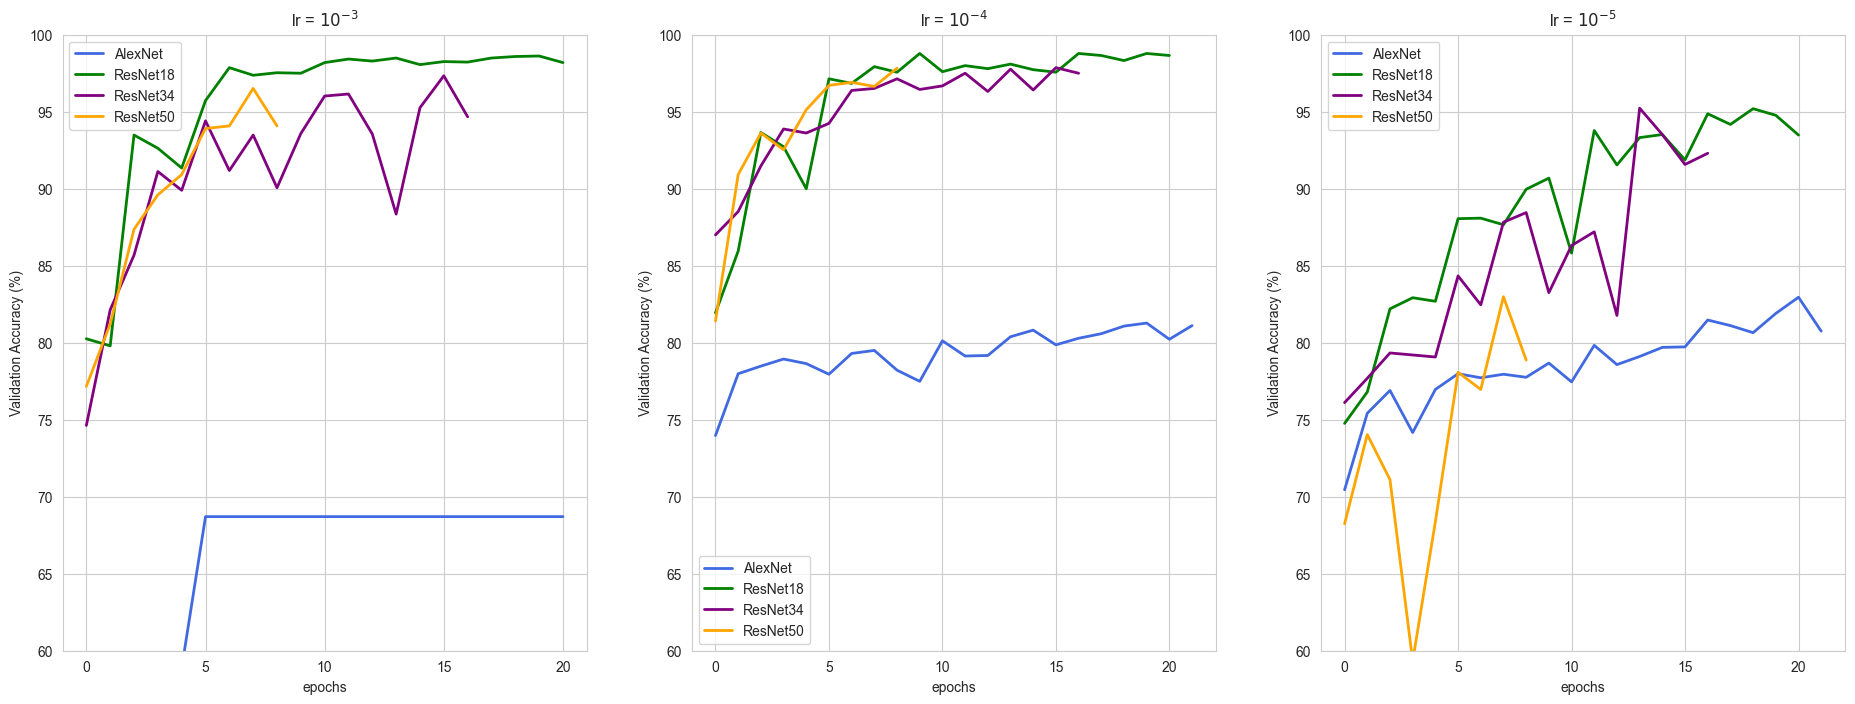 lr = 10⁻³
100
95
90
85
80
75
70
65
60
Validation Accuracy (%)
AlexNet
ResNet18
ResNet34
ResNet50
0 5 10 15 20
epochs
lr = 10⁻⁴
100
95
90
85
80
75
70
65
60
Validation Accuracy (%)
AlexNet
ResNet18
ResNet34
ResNet50
0 5 10 15 20
epochs
lr = 10⁻⁵
100
95
90
85
80
75
70
65
60
Validation Accuracy (%)
AlexNet
ResNet18
ResNet34
ResNet50
0 5 10 15 20
epochs